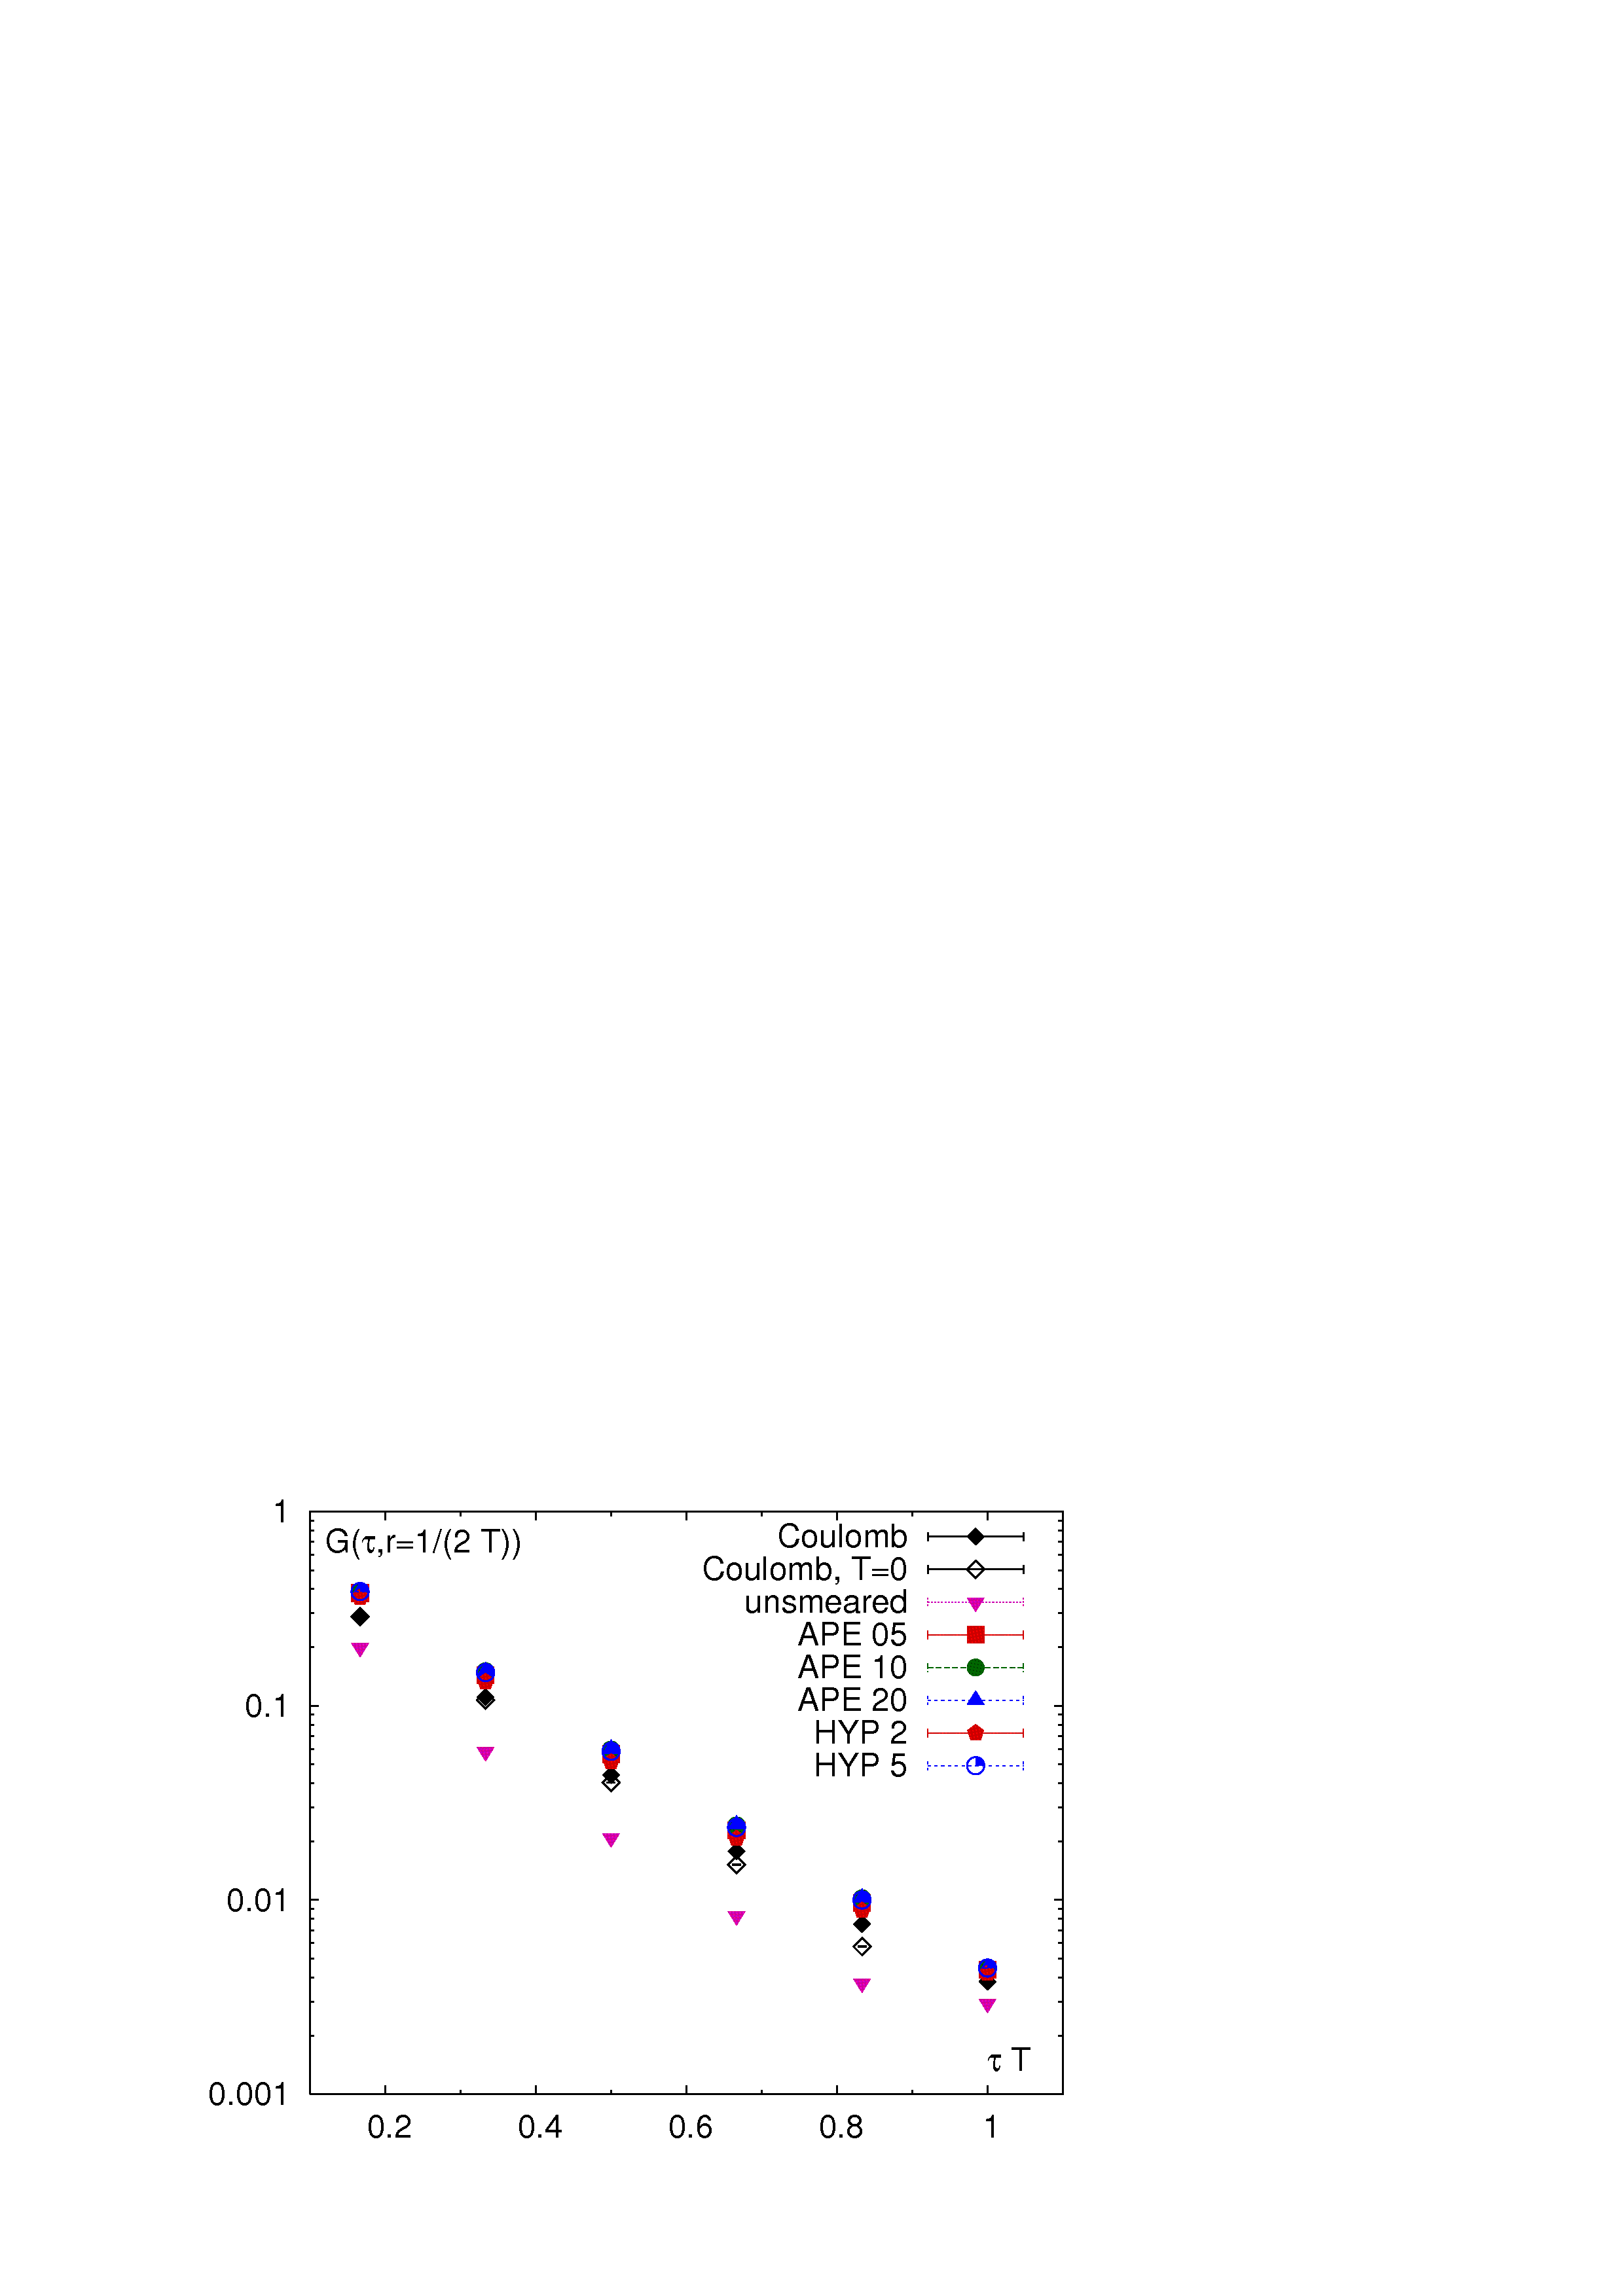 1
G(τ,r=1/(2 T))
Coulomb
Coulomb, T=0
unsmeared
APE 05
APE 10
APE 20
HYP 2
HYP 5
0.1
0.01
τ T
0.001
0.2 0.4 0.6 0.8 1